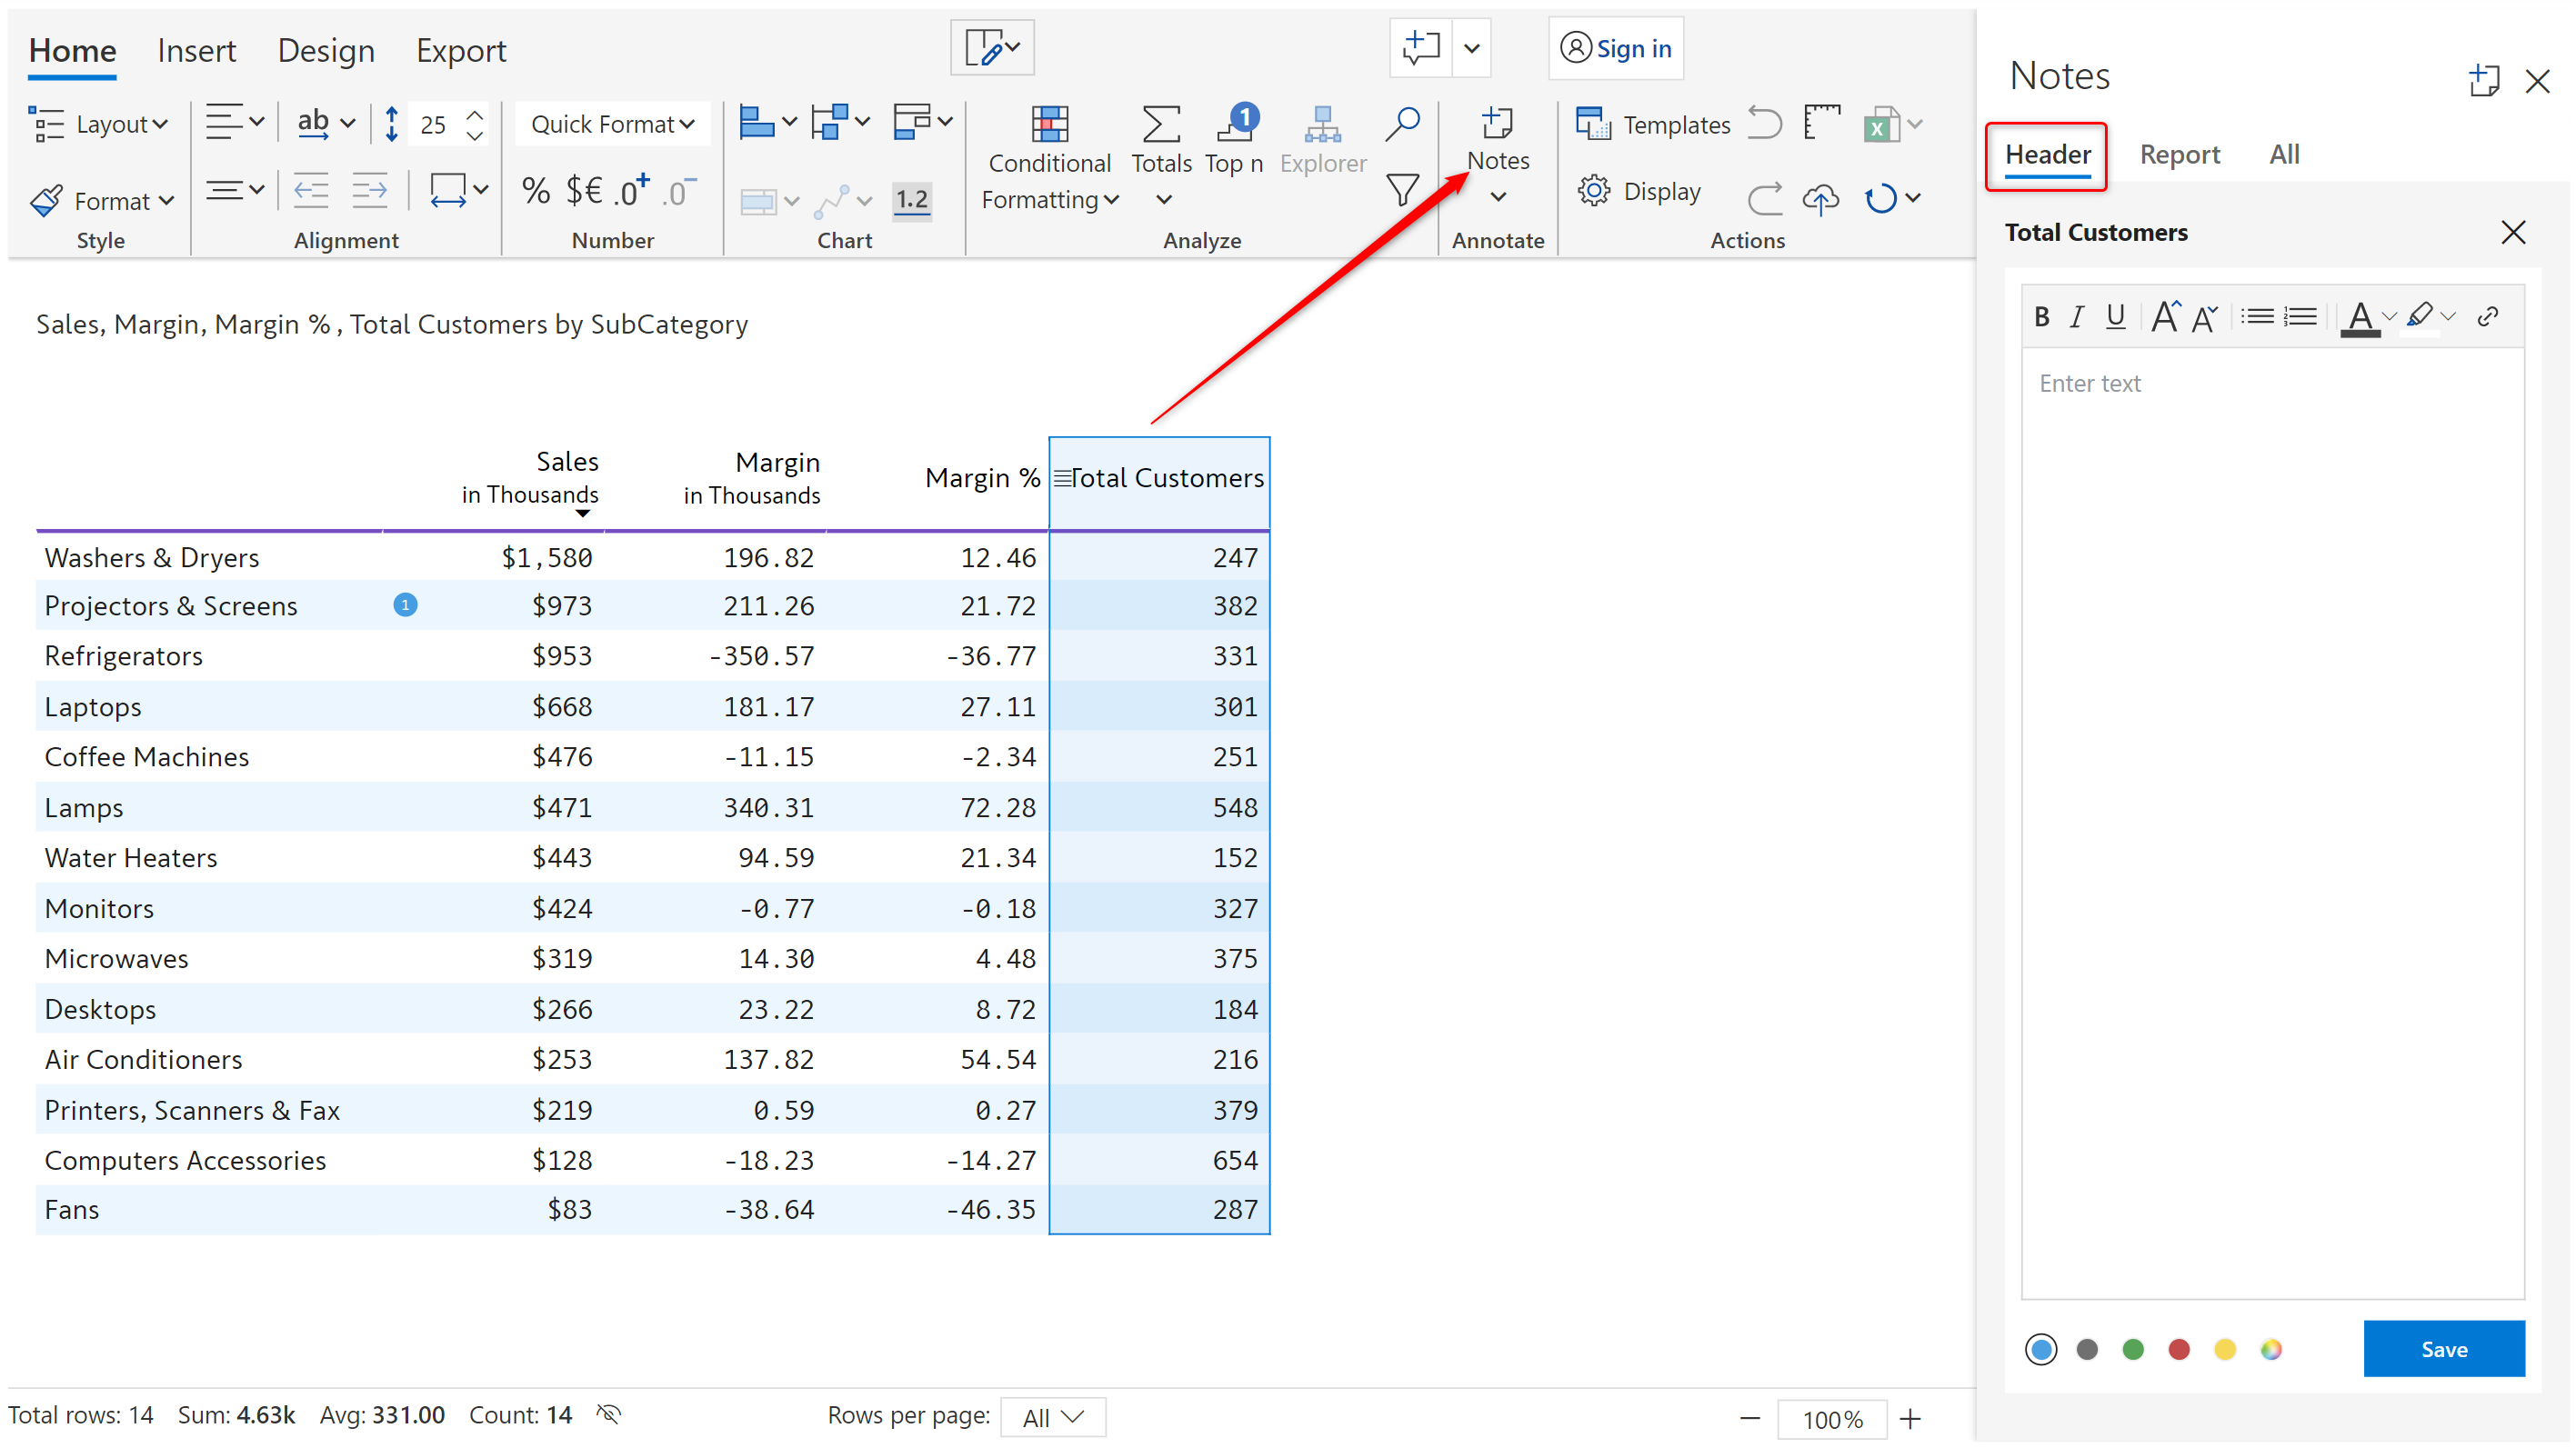 Home Insert Design Export Sign in
Layout ab 25 Quick Format
Conditional Formatting Totals 1 Top n Explorer Notes Templates X
Format % $€ .0+ .0- 1.2 Display
Style Alignment Number Chart Analyze Annotate Actions
Sales, Margin, Margin % , Total Customers by SubCategory
Sales in Thousands Margin in Thousands Margin % Total Customers
Washers & Dryers $1,580 196.82 12.46 247
Projectors & Screens 1 $973 211.26 21.72 382
Refrigerators $953 -350.57 -36.77 331
Laptops $668 181.17 27.11 301
Coffee Machines $476 -11.15 -2.34 251
Lamps $471 340.31 72.28 548
Water Heaters $443 94.59 21.34 152
Monitors $424 -0.77 -0.18 327
Microwaves $319 14.30 4.48 375
Desktops $266 23.22 8.72 184
Air Conditioners $253 137.82 54.54 216
Printers, Scanners & Fax $219 0.59 0.27 379
Computers Accessories $128 -18.23 -14.27 654
Fans $83 -38.64 -46.35 287
Total rows: 14 Sum: 4.63k Avg: 331.00 Count: 14 Rows per page: All 100%
Notes
Header Report All
Total Customers
B I U A A A
Enter text
Save